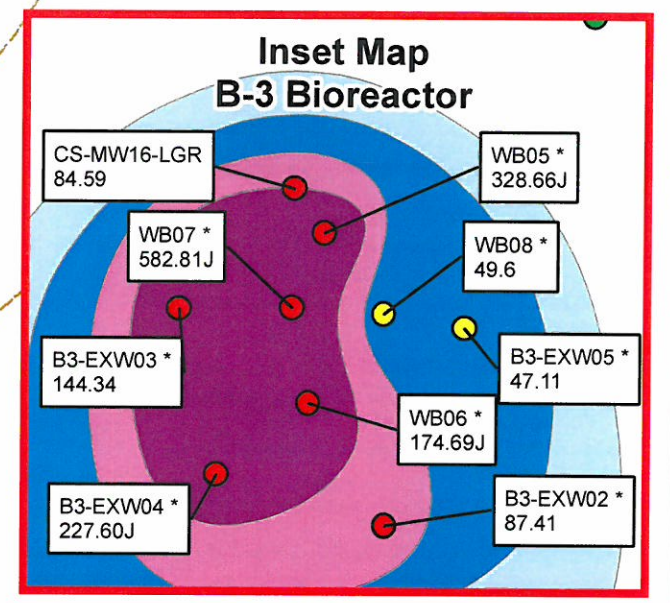 Inset Map
B-3 Bioreactor
CS-MW16-LGR
84.59
WB05 *
328.66J
WB07 *
582.81J
WB08 *
49.6
B3-EXW03 *
144.34
B3-EXW05 *
47.11
WB06 *
174.69J
B3-EXW04 *
227.60J
B3-EXW02 *
87.41